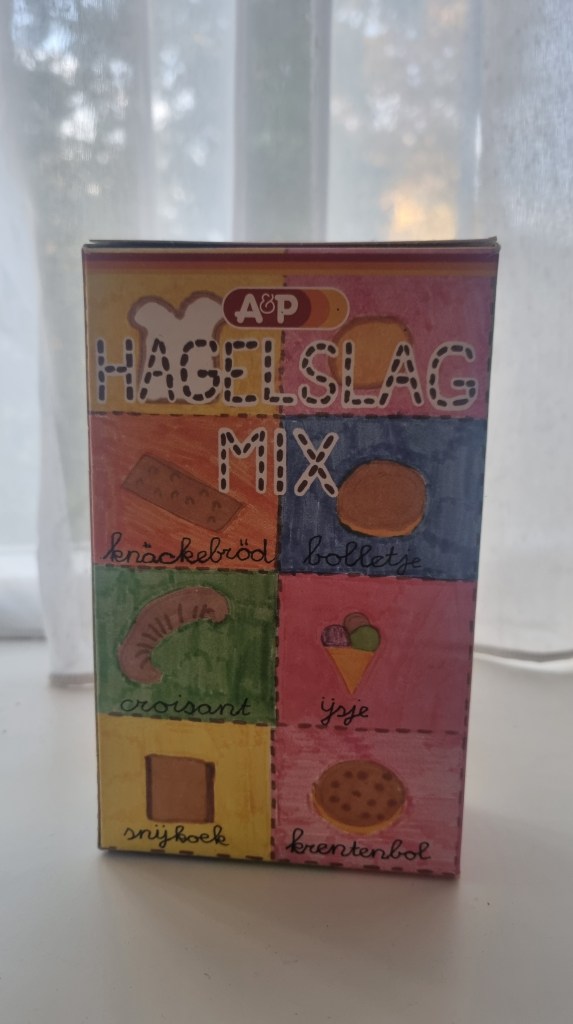 A&P
HAGELSLAG
MIX
knäckebröd
bolletje
croisant
ijsje
snijkoek
krentenbol